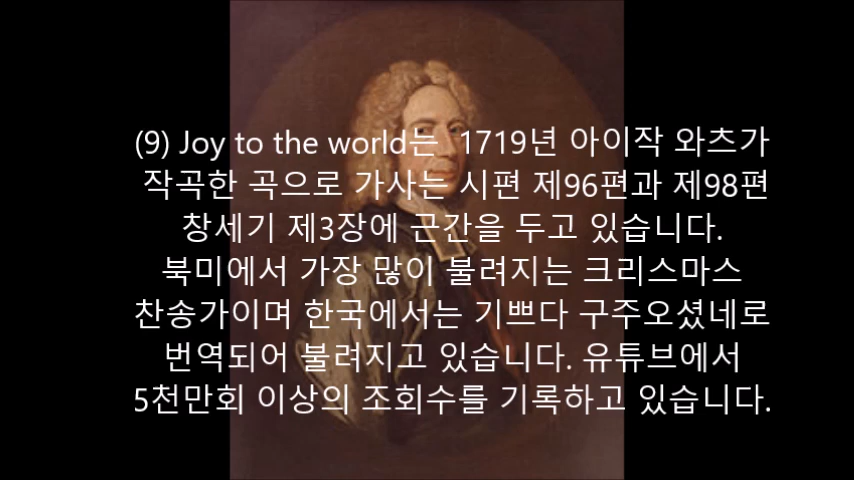 (9) Joy to the world는 1719년 아이작 와츠가
작곡한 곡으로 가사는 시편 제96편과 제98편
창세기 제3장에 근간을 두고 있습니다.
북미에서 가장 많이 불려지는 크리스마스
찬송가이며 한국에서는 기쁘다 구주오셨네로
번역되어 불려지고 있습니다. 유튜브에서
5천만회 이상의 조회수를 기록하고 있습니다.